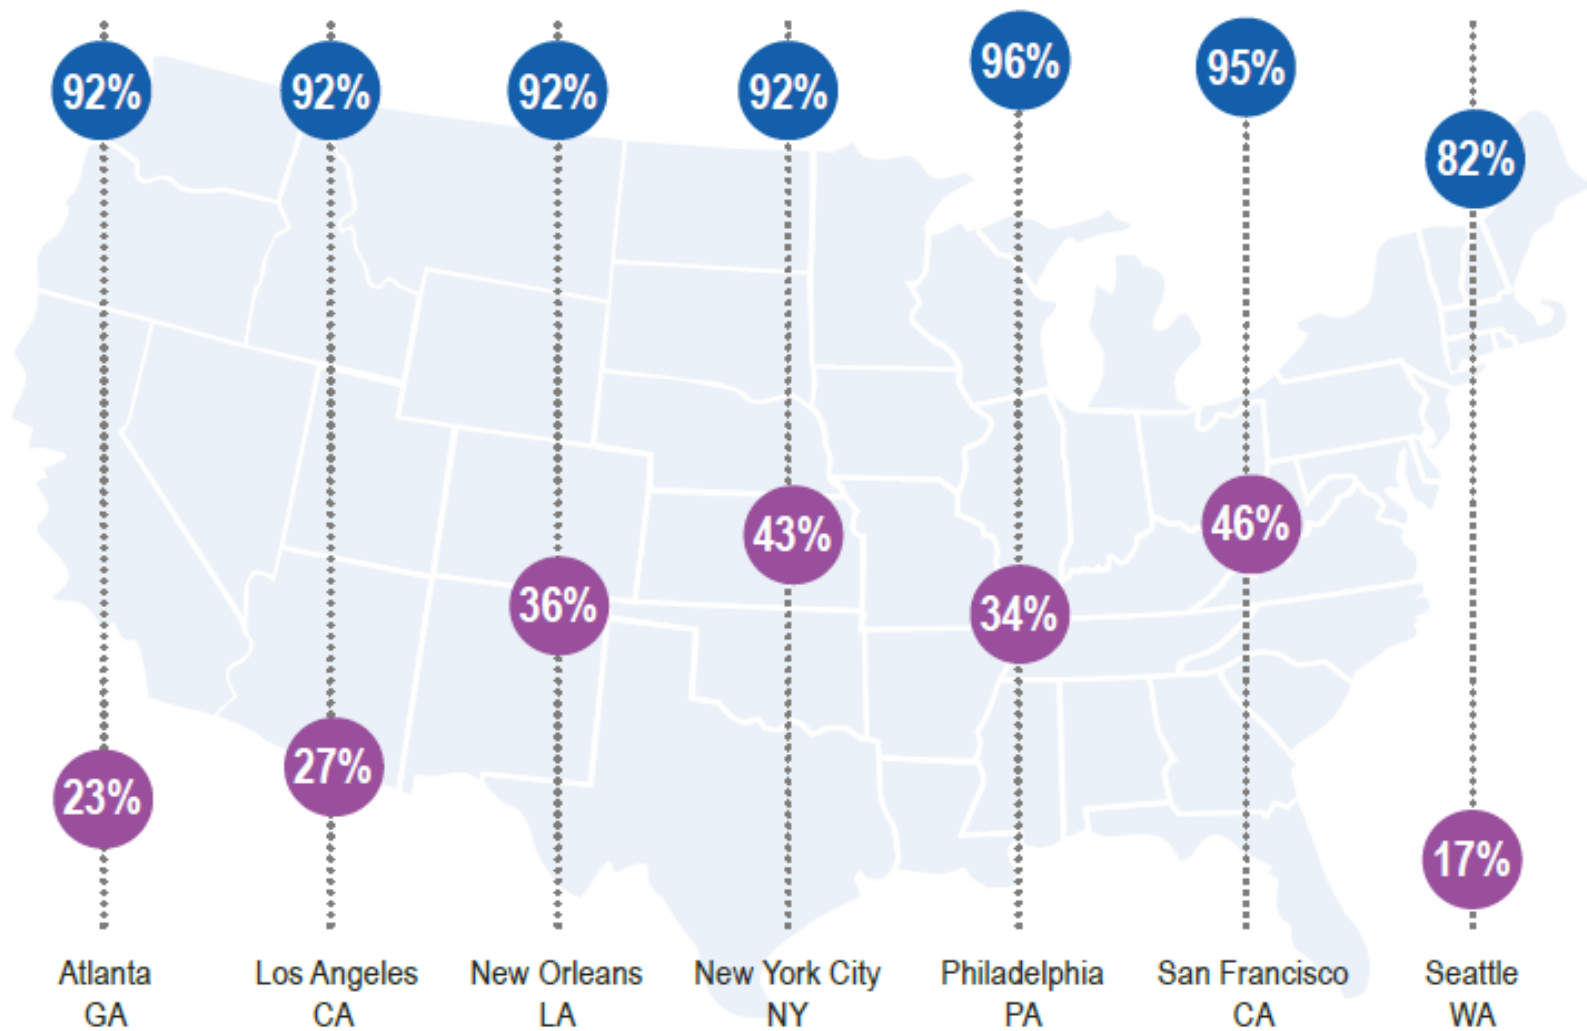 92%
92%
92%
92%
96%
95%
82%
23%
27%
36%
43%
34%
46%
17%
Atlanta
GA
Los Angeles
CA
New Orleans
LA
New York City
NY
Philadelphia
PA
San Francisco
CA
Seattle
WA